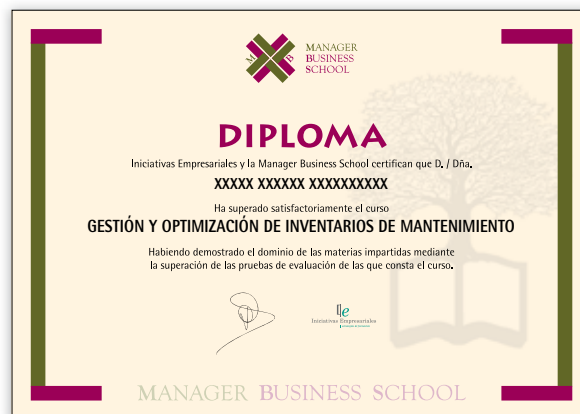 M B
MANAGER
BUSINESS
SCHOOL
DIPLOMA
Iniciativas Empresariales y la Manager Business School certifican que D. / Dña.
XXXXX XXXXXX XXXXXXXXXX
Ha superado satisfactoriamente el curso
GESTIÓN Y OPTIMIZACIÓN DE INVENTARIOS DE MANTENIMIENTO
Habiendo demostrado el dominio de las materias impartidas mediante
la superación de las pruebas de evaluación de las que consta el curso.
Iniciativas Empresariales
MANAGER BUSINESS SCHOOL